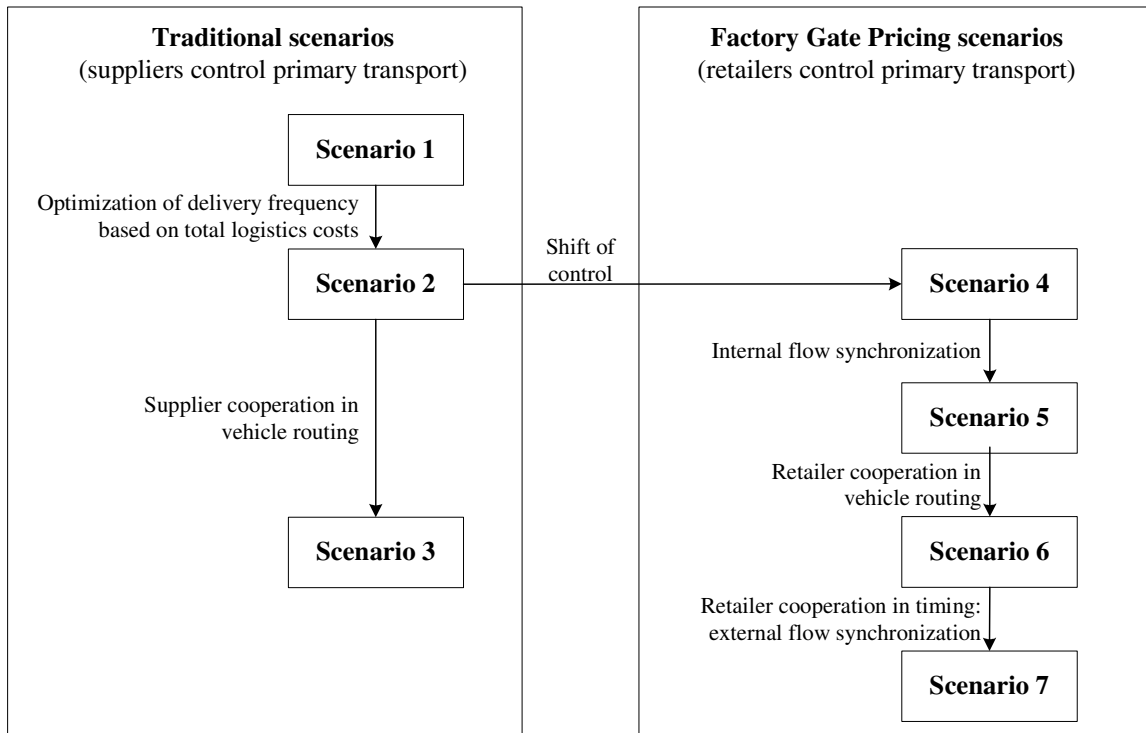 Traditional scenarios
(suppliers control primary transport)
Scenario 1
Optimization of delivery frequency
based on total logistics costs
Scenario 2
Supplier cooperation in
vehicle routing
Scenario 3
Shift of
control
Factory Gate Pricing scenarios
(retailers control primary transport)
Scenario 4
Internal flow synchronization
Scenario 5
Retailer cooperation in
vehicle routing
Scenario 6
Retailer cooperation in timing:
external flow synchronization
Scenario 7